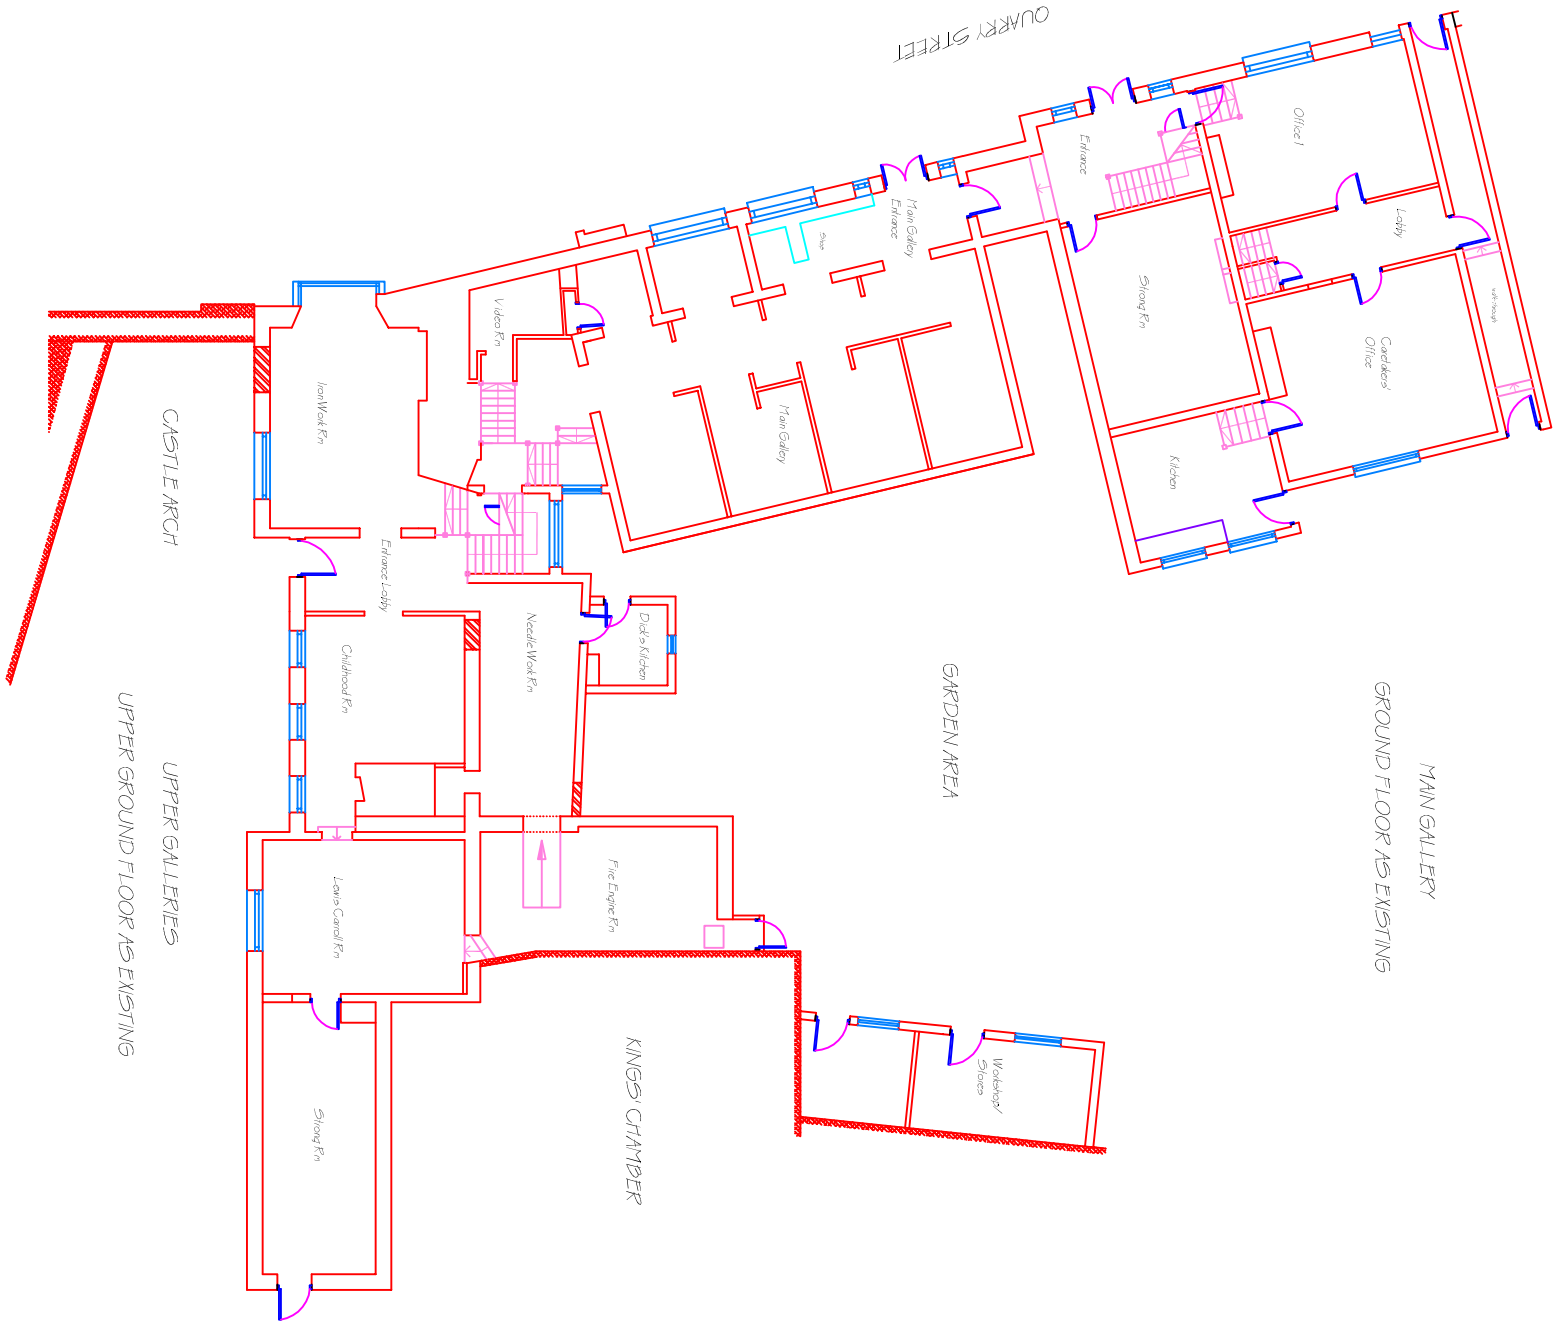 QUARRY STREET
Office 1
Entrance
Lobby
Main Gallery
Entrance
Shop
Strong Rm
walk through
Caretakers'
Office
Video Rm
Iron Work Rm
Main Gallery
Kitchen
CASTLE ARCH
Entrance Lobby
Needle Work Rm
Dick's Kitchen
Childhood Rm
GARDEN AREA
MAIN GALLERY
GROUND FLOOR AS EXISTING
UPPER GALLERIES
UPPER GROUND FLOOR AS EXISTING
Lewis Carroll Rm
Fire Engine Rm
KINGS' CHAMBER
Workshop/
Stores
Strong Rm